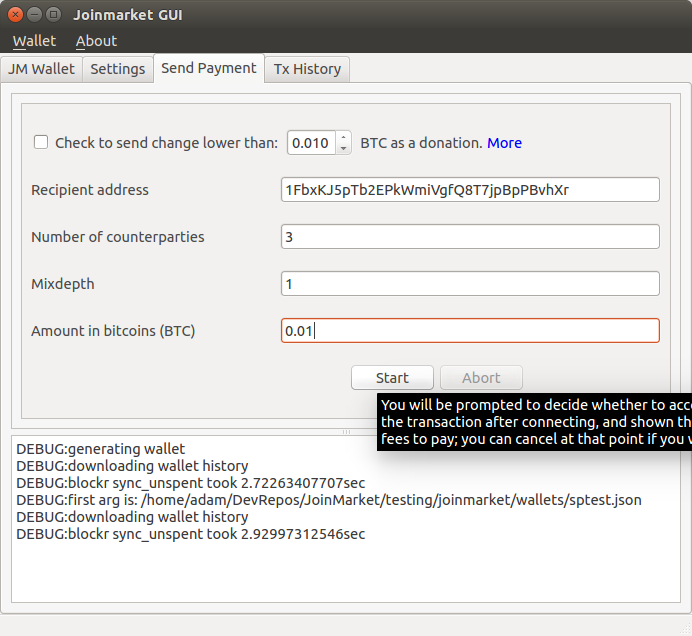 Joinmarket GUI
Wallet About
JM Wallet Settings Send Payment Tx History
Check to send change lower than: 0.010 BTC as a donation. More
Recipient address 1FbxKJ5pTb2EPkWmiVgfQ8T7jpBpPBvhXr
Number of counterparties 3
Mixdepth 1
Amount in bitcoins (BTC) 0.01
Start Abort
You will be prompted to decide whether to acc
the transaction after connecting, and shown th
fees to pay; you can cancel at that point if you w
DEBUG:generating wallet
DEBUG:downloading wallet history
DEBUG:blockr sync_unspent took 2.72263407707sec
DEBUG:first arg is: /home/adam/DevRepos/JoinMarket/testing/joinmarket/wallets/sptest.json
DEBUG:downloading wallet history
DEBUG:blockr sync_unspent took 2.92997312546sec